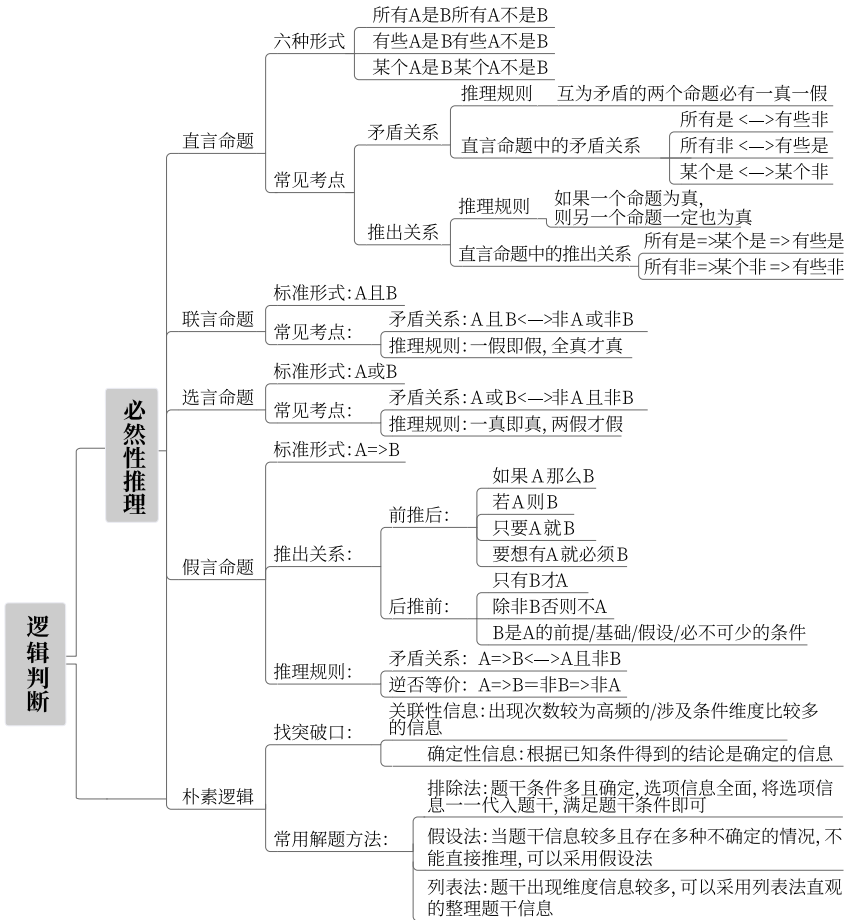 逻辑判断
必然性推理
直言命题
六种形式
所有A是B所有A不是B
有些A是B有些A不是B
某个A是B某个A不是B
常见考点
矛盾关系
推理规则
互为矛盾的两个命题必有一真一假
直言命题中的矛盾关系
所有是<—>有些非
所有非<—>有些是
某个是<—>某个非
推出关系
推理规则
如果一个命题为真,
则另一个命题一定也为真
直言命题中的推出关系
所有是=>某个是=>有些是
所有非=>某个非=>有些非
联言命题
标准形式:A且B
常见考点:
矛盾关系:A且B<—>非A或非B
推理规则:一假即假,全真才真
选言命题
标准形式:A或B
常见考点:
矛盾关系:A或B<—>非A且非B
推理规则:一真即真,两假才假
假言命题
标准形式:A=>B
推出关系:
前推后:
如果A那么B
若A则B
只要A就B
要想有A就必须B
后推前:
只有B才A
除非B否则不A
B是A的前提/基础/假设/必不可少的条件
推理规则:
矛盾关系:A=>B<—>A且非B
逆否等价:A=>B=非B=>非A
朴素逻辑
找突破口:
关联性信息:出现次数较为高频的/涉及条件维度比较多
的信息
确定性信息:根据已知条件得到的结论是确定的信息
常用解题方法:
排除法:题干条件多且确定,选项信息全面,将选项信
息一一代入题干,满足题干条件即可
假设法:当题干信息较多且存在多种不确定的情况,不
能直接推理,可以采用假设法
列表法:题干出现维度信息较多,可以采用列表法直观
的整理题干信息